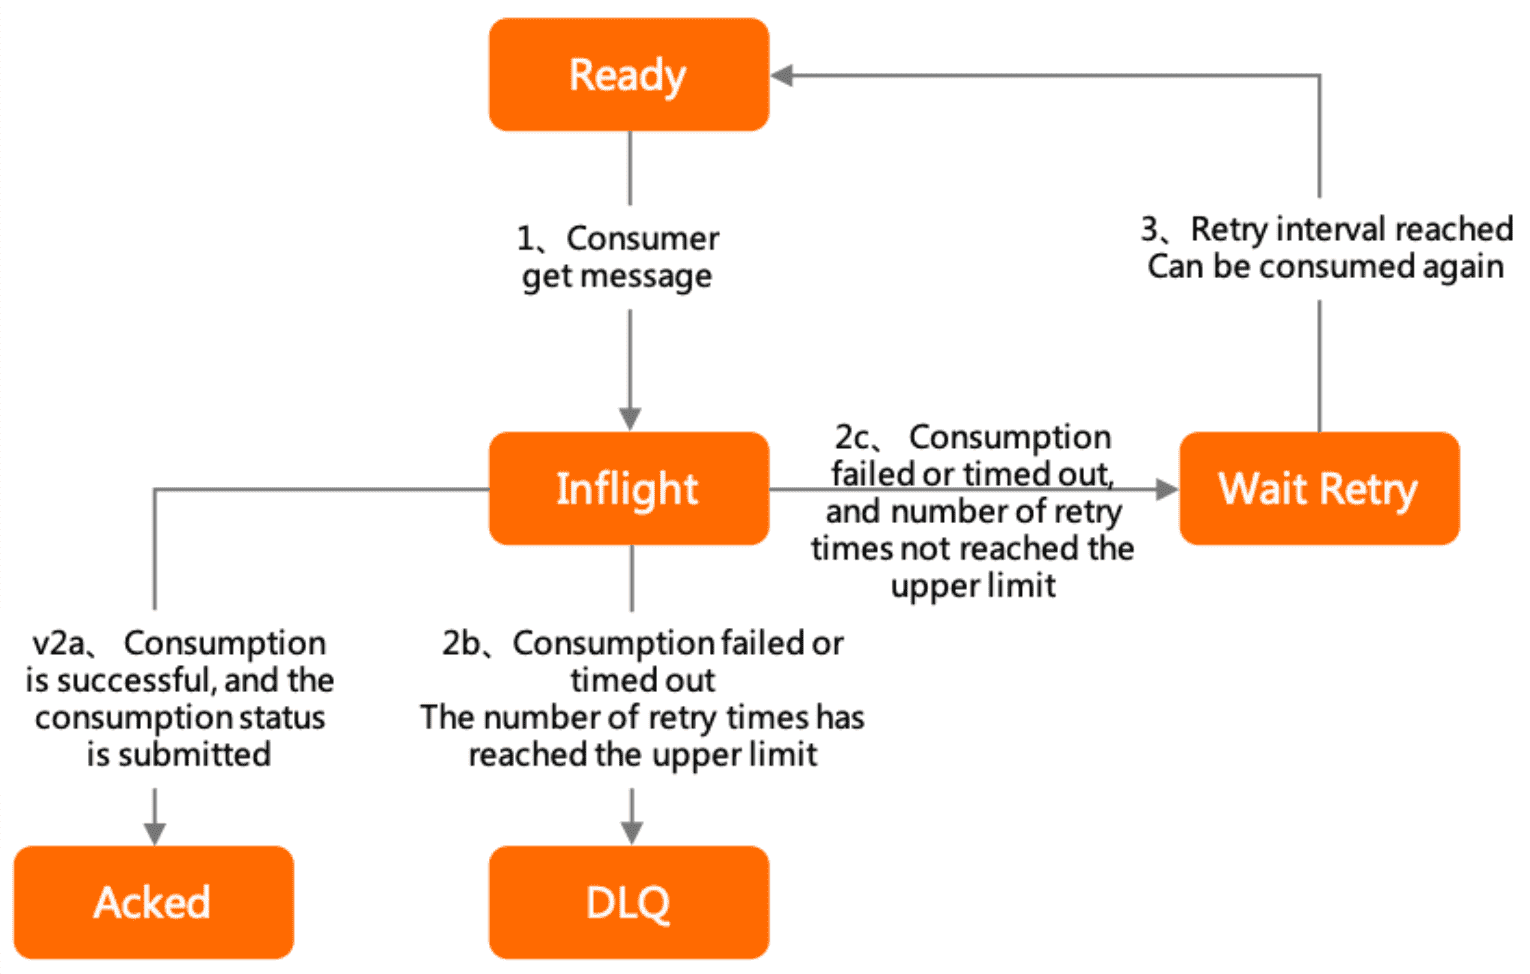 Ready
1、Consumer
get message
3、Retry interval reached
Can be consumed again
Inflight
2c、 Consumption
failed or timed out,
and number of retry
times not reached the
upper limit
Wait Retry
v2a、 Consumption
is successful, and the
consumption status
is submitted
2b、Consumption failed or
timed out
The number of retry times has
reached the upper limit
Acked
DLQ